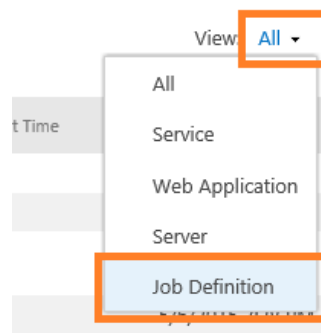 View: All
All
t Time
Service
Web Application
Server
Job Definition